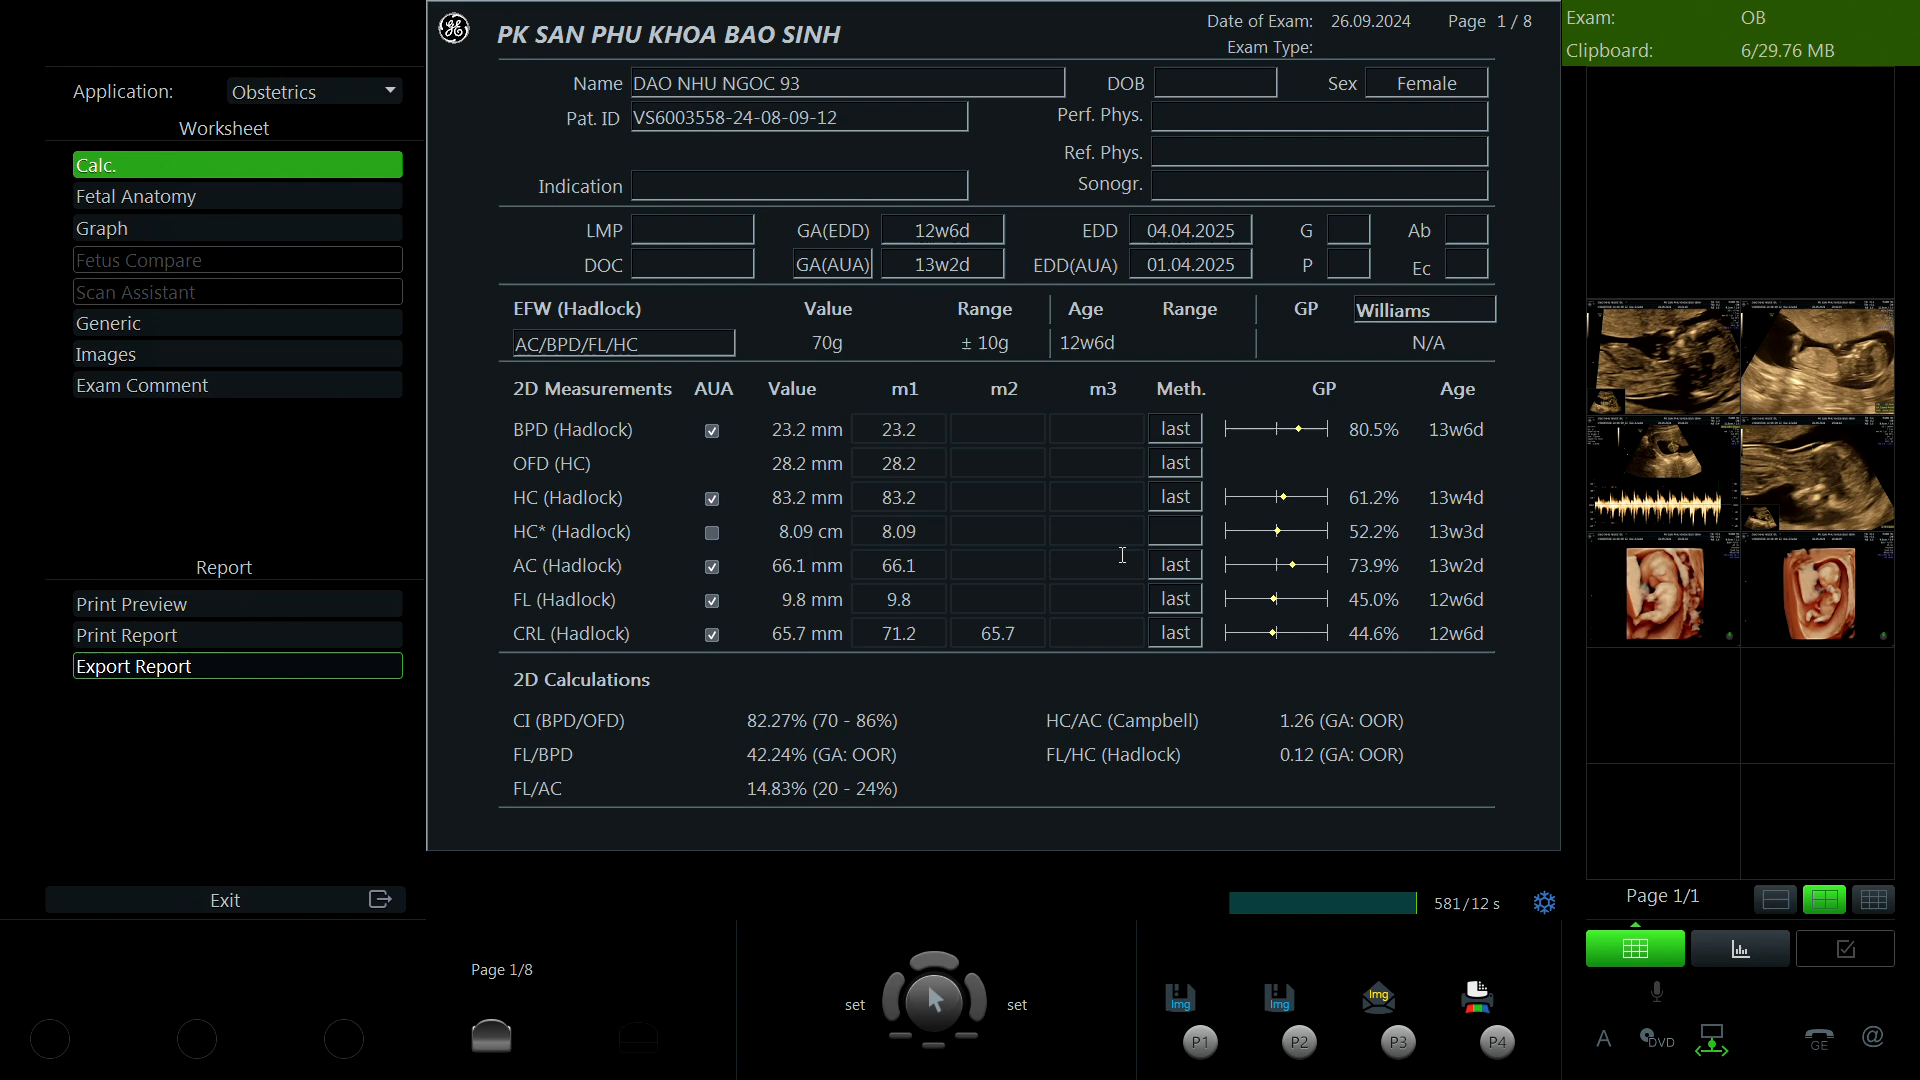 Application: Obstetrics
Worksheet
Calc.
Fetal Anatomy
Graph
Fetus Compare
Scan Assistant
Generic
Images
Exam Comment
Report
Print Preview
Print Report
Export Report
Exit
PK SAN PHU KHOA BAO SINH
Date of Exam: 26.09.2024 Page 1 / 8
Exam Type:
Name DAO NHU NGOC 93 DOB Sex Female
Pat. ID VS6003558-24-08-09-12 Perf. Phys.
Ref. Phys.
Indication Sonogr.
LMP GA(EDD) 12w6d EDD 04.04.2025 G Ab
DOC GA(AUA) 13w2d EDD(AUA) 01.04.2025 P Ec
EFW (Hadlock) Value Range Age Range GP Williams
AC/BPD/FL/HC 70g ± 10g 12w6d N/A
2D Measurements AUA Value m1 m2 m3 Meth. GP Age
BPD (Hadlock) 23.2 mm 23.2 last 80.5% 13w6d
OFD (HC) 28.2 mm 28.2 last
HC (Hadlock) 83.2 mm 83.2 last 61.2% 13w4d
HC* (Hadlock) 8.09 cm 8.09 52.2% 13w3d
AC (Hadlock) 66.1 mm 66.1 last 73.9% 13w2d
FL (Hadlock) 9.8 mm 9.8 last 45.0% 12w6d
CRL (Hadlock) 65.7 mm 71.2 65.7 last 44.6% 12w6d
2D Calculations
CI (BPD/OFD) 82.27% (70 - 86%) HC/AC (Campbell) 1.26 (GA: OOR)
FL/BPD 42.24% (GA: OOR) FL/HC (Hadlock) 0.12 (GA: OOR)
FL/AC 14.83% (20 - 24%)
581/12 s
Page 1/8
set set
Img Img Img
P1 P2 P3 P4
Exam: OB
Clipboard: 6/29.76 MB
Page 1/1
A DVD GE @